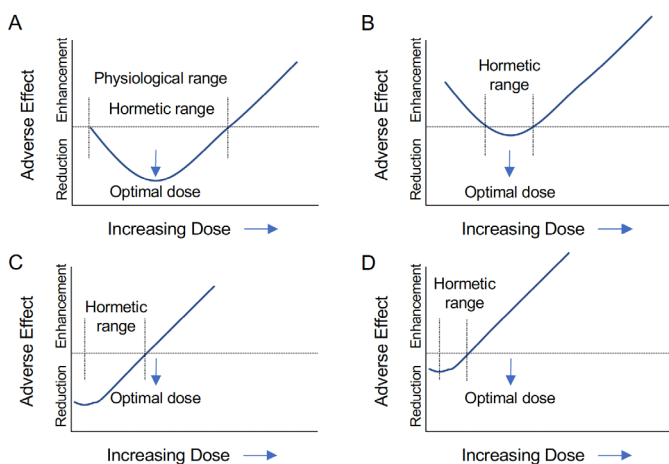 A
Adverse Effect
Enhancement
Reduction
Physiological range
Hormetic range
Optimal dose
Increasing Dose
B
Adverse Effect
Enhancement
Reduction
Hormetic
range
Optimal dose
Increasing Dose
C
Adverse Effect
Enhancement
Reduction
Hormetic
range
Optimal dose
Increasing Dose
D
Adverse Effect
Enhancement
Reduction
Hormetic
range
Optimal dose
Increasing Dose